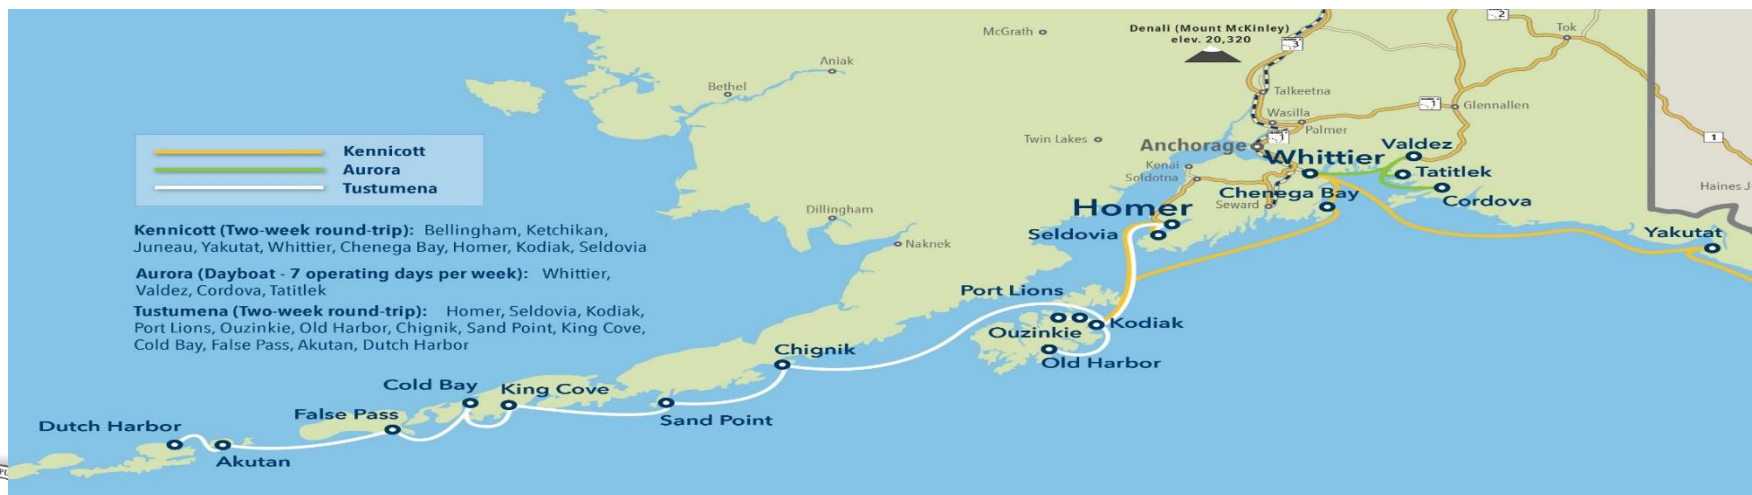 McGrath
Denali (Mount McKinley)
elev. 20,320
3
2
Tok
Aniak
Bethel
Talkeetna
Wasilla
Palmer
1
Glennallen
1
1
Twin Lakes
Anchorage
Kenai
Soldotna
Whittier
Valdez
Tatitlek
Cordova
Chenega Bay
Seward
Haines J
Kennicott
Aurora
Tustumena
Dillingham
Naknek
Homer
Seldovia
Yakutat
Kennicott (Two-week round-trip): Bellingham, Ketchikan,
Juneau, Yakutat, Whittier, Chenega Bay, Homer, Kodiak, Seldovia
Aurora (Dayboat - 7 operating days per week): Whittier,
Valdez, Cordova, Tatitlek
Tustumena (Two-week round-trip): Homer, Seldovia, Kodiak,
Port Lions, Ouzinkie, Old Harbor, Chignik, Sand Point, King Cove,
Cold Bay, False Pass, Akutan, Dutch Harbor
Port Lions
Ouzinkie
Kodiak
Old Harbor
Chignik
Cold Bay
King Cove
Sand Point
False Pass
Dutch Harbor
Akutan